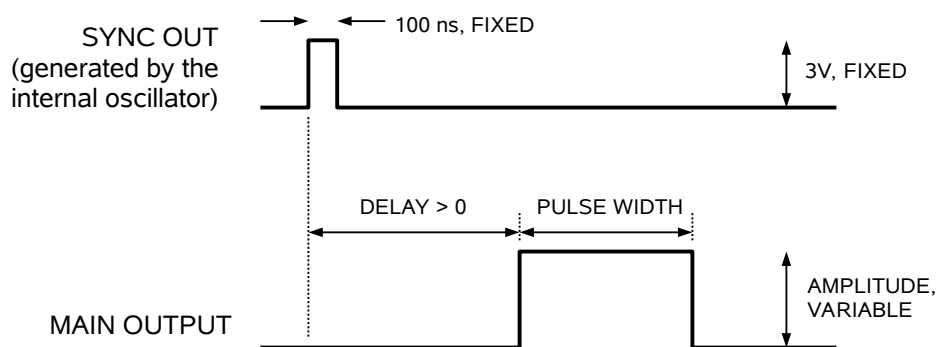 100 ns, FIXED
SYNC OUT
(generated by the
internal oscillator)
3V, FIXED
DELAY > 0
PULSE WIDTH
AMPLITUDE,
VARIABLE
MAIN OUTPUT